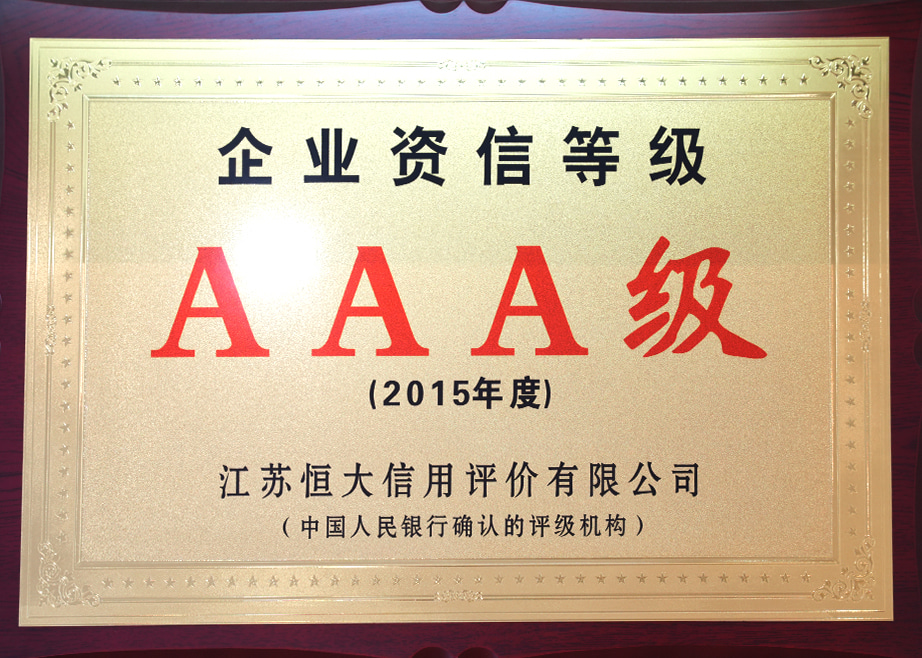 企业资信等级
AAA级
(2015年度)
江苏恒大信用评价有限公司
(中国人民银行确认的评级机构)